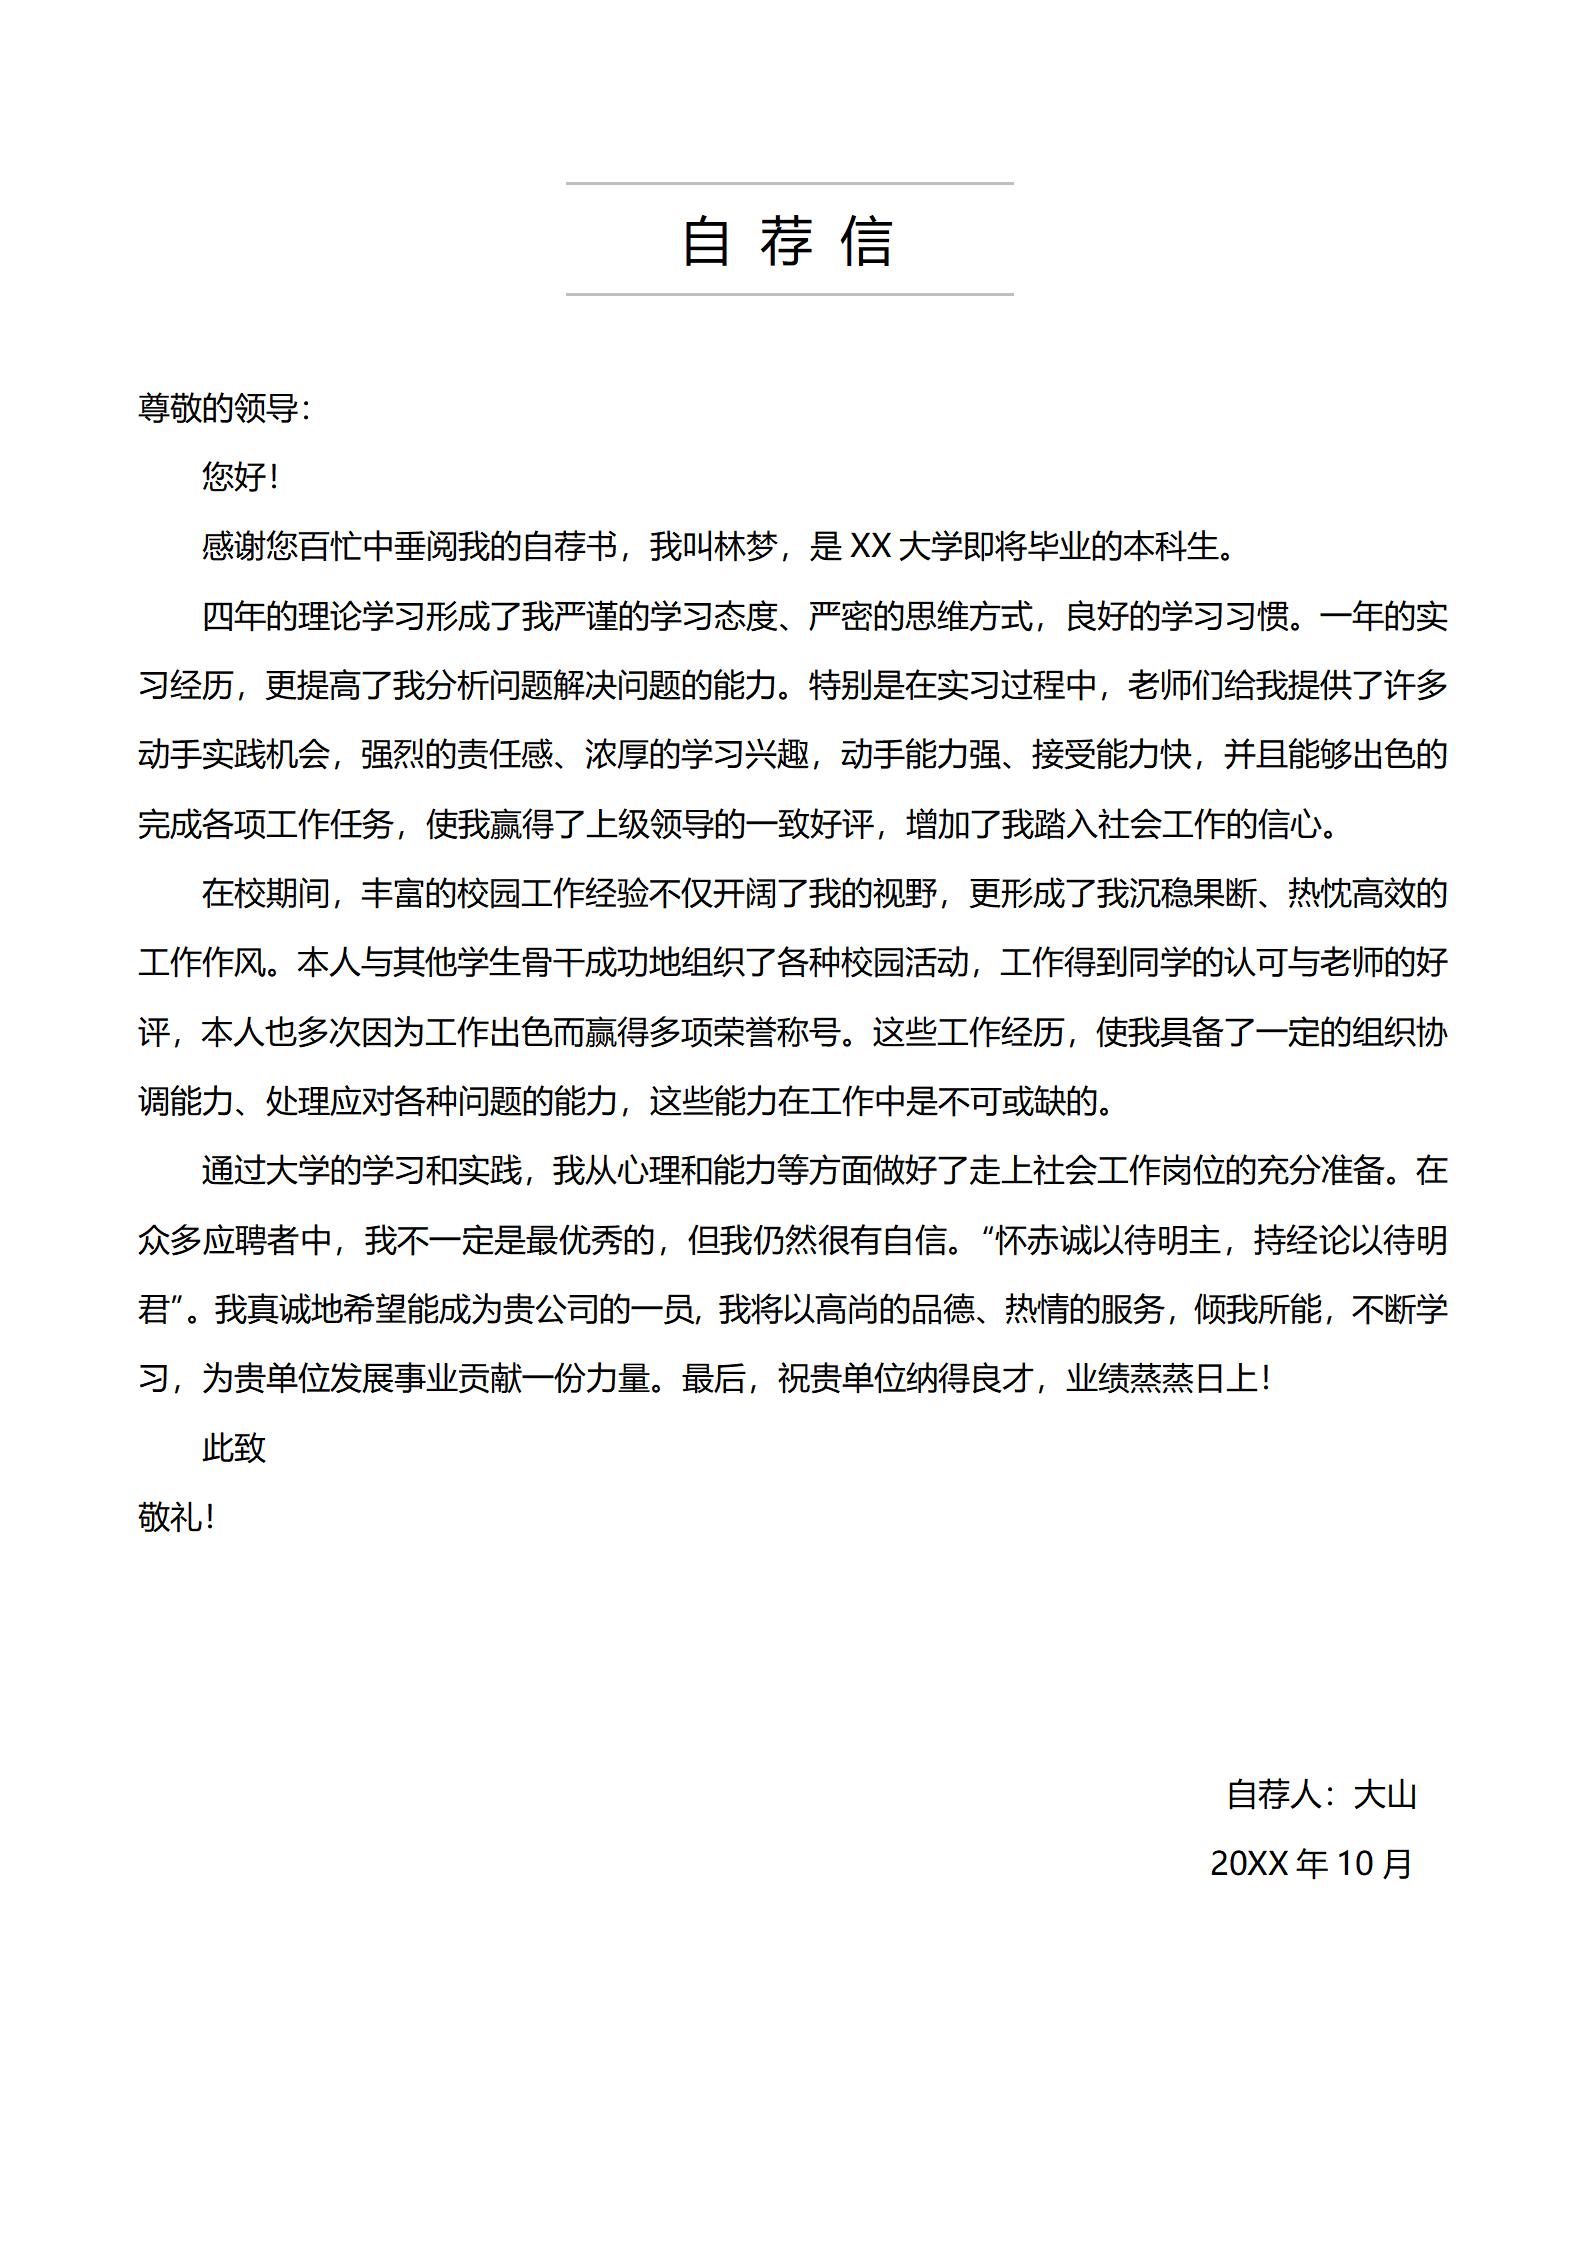 自 荐 信
尊敬的领导：
您好！
感谢您百忙中垂阅我的自荐书，我叫林梦，是 XX 大学即将毕业的本科生。
四年的理论学习形成了我严谨的学习态度、严密的思维方式，良好的学习习惯。一年的实
习经历，更提高了我分析问题解决问题的能力。特别是在实习过程中，老师们给我提供了许多
动手实践机会，强烈的责任感、浓厚的学习兴趣，动手能力强、接受能力快，并且能够出色的
完成各项工作任务，使我赢得了上级领导的一致好评，增加了我踏入社会工作的信心。
在校期间，丰富的校园工作经验不仅开阔了我的视野，更形成了我沉稳果断、热忱高效的
工作作风。本人与其他学生骨干成功地组织了各种校园活动，工作得到同学的认可与老师的好
评，本人也多次因为工作出色而赢得多项荣誉称号。这些工作经历，使我具备了一定的组织协
调能力、处理应对各种问题的能力，这些能力在工作中是不可或缺的。
通过大学的学习和实践，我从心理和能力等方面做好了走上社会工作岗位的充分准备。在
众多应聘者中，我不一定是最优秀的，但我仍然很有自信。“怀赤诚以待明主，持经论以待明
君”。我真诚地希望能成为贵公司的一员, 我将以高尚的品德、热情的服务，倾我所能，不断学
习，为贵单位发展事业贡献一份力量。最后，祝贵单位纳得良才，业绩蒸蒸日上！
此致
敬礼！
自荐人：大山
20XX 年 10 月